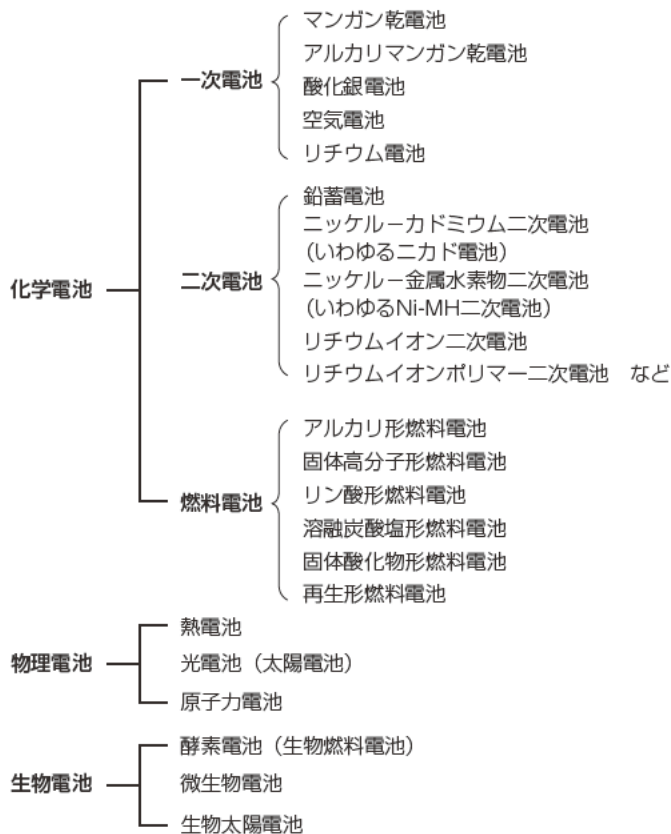 マンガン乾電池
アルカリマンガン乾電池
一次電池
酸化銀電池
空気電池
リチウム電池
鉛蓄電池
ニッケルーカドミウム二次電池
(いわゆるニカド電池)
化学電池
二次電池
ニッケルー金属水素物二次電池
(いわゆるNi-MH二次電池)
リチウムイオン二次電池
リチウムイオンポリマー二次電池 など
アルカリ形燃料電池
固体高分子形燃料電池
燃料電池
リン酸形燃料電池
溶融炭酸塩形燃料電池
固体酸化物形燃料電池
再生形燃料電池
熱電池
物理電池
光電池(太陽電池)
原子力電池
酵素電池(生物燃料電池)
生物電池
微生物電池
生物太陽電池